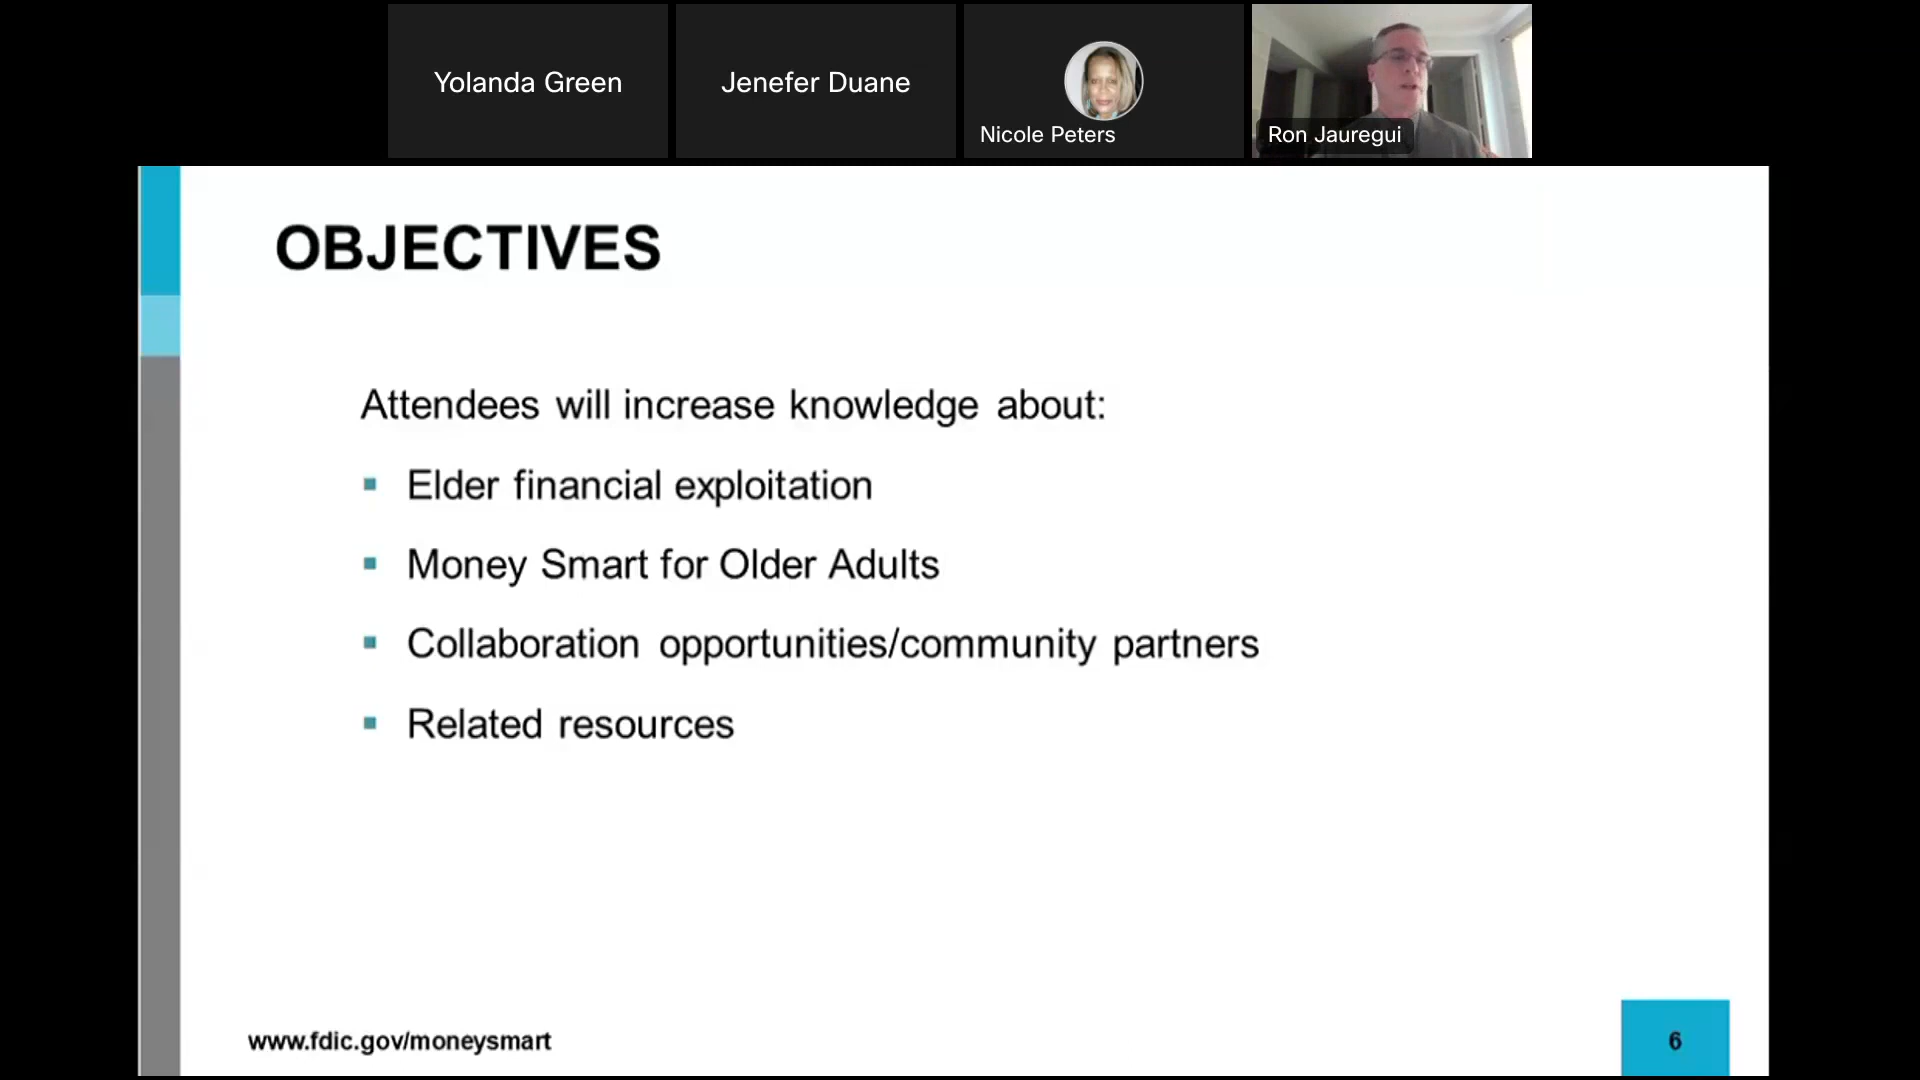 Yolanda Green
Jenefer Duane
Nicole Peters
Ron Jauregui
OBJECTIVES
Attendees will increase knowledge about:
▪ Elder financial exploitation
▪ Money Smart for Older Adults
▪ Collaboration opportunities/community partners
▪ Related resources
www.fdic.gov/moneysmart
6